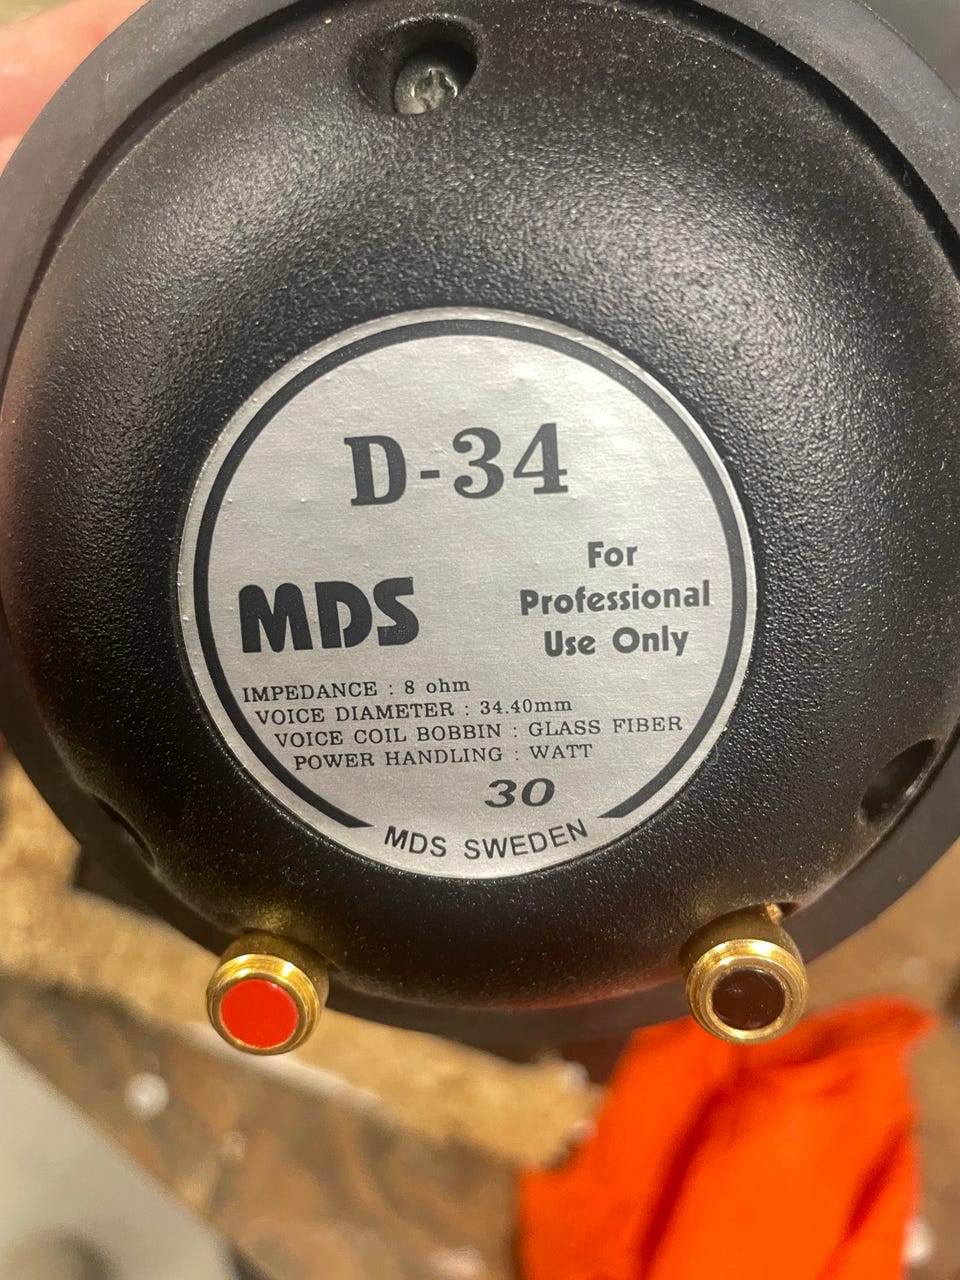 D-34
MDS
For
Professional
Use Only
IMPEDANCE : 8 ohm
VOICE DIAMETER : 34.40mm
VOICE COIL BOBBIN : GLASS FIBER
POWER HANDLING : WATT
30
MDS SWEDEN